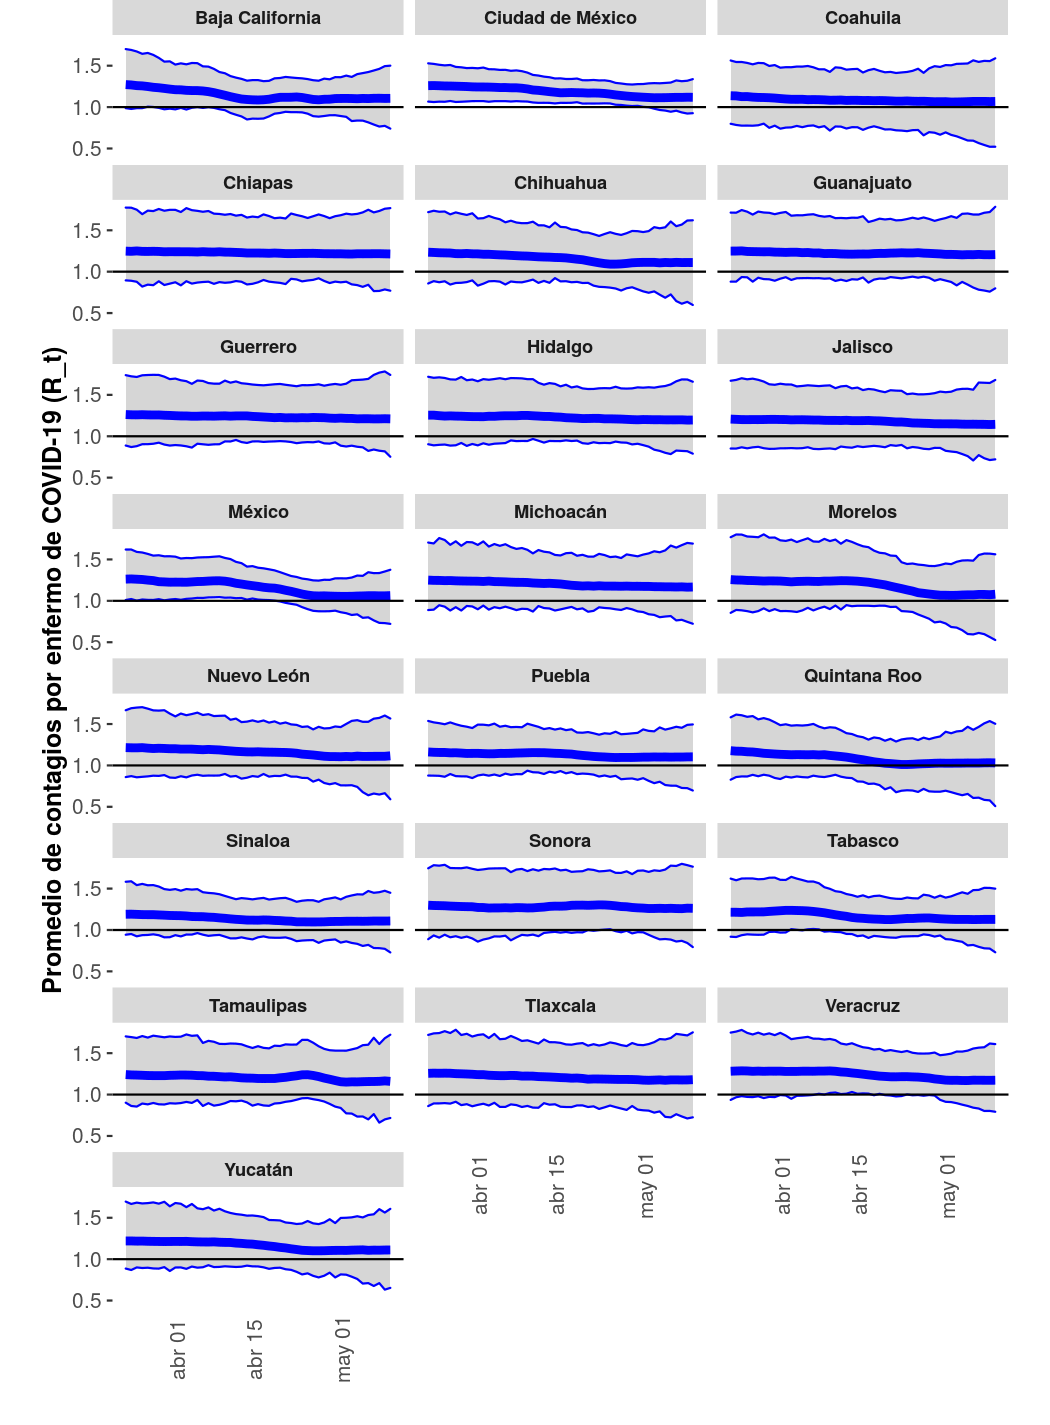 Baja California
Ciudad de México
Coahuila
1.5
1.0
0.5
Chiapas
Chihuahua
Guanajuato
1.5
1.0
0.5
Guerrero
Hidalgo
Jalisco
1.5
1.0
0.5
México
Michoacán
Morelos
1.5
1.0
0.5
Nuevo León
Puebla
Quintana Roo
1.5
1.0
0.5
Sinaloa
Sonora
Tabasco
1.5
1.0
0.5
Tamaulipas
Tlaxcala
Veracruz
1.5
1.0
0.5
Yucatán
1.5
1.0
0.5
abr 01
abr 15
may 01
abr 01
abr 15
may 01
abr 01
abr 15
may 01
Promedio de contagios por enfermo de COVID-19 (R_t)